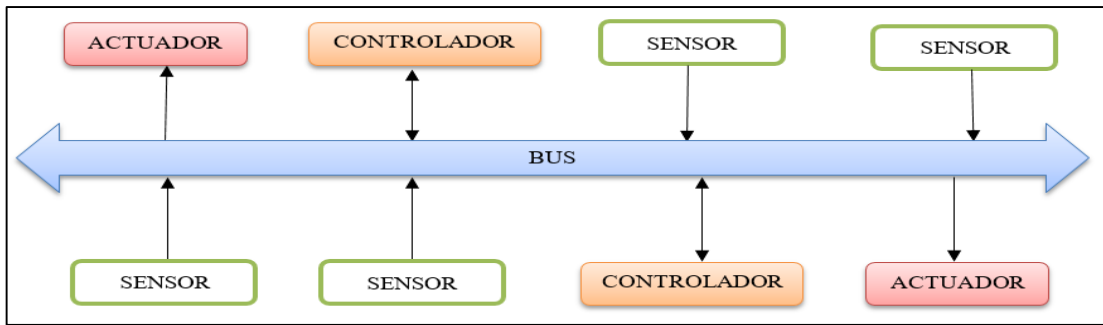 ACTUADOR
CONTROLADOR
SENSOR
SENSOR
BUS
SENSOR
SENSOR
CONTROLADOR
ACTUADOR